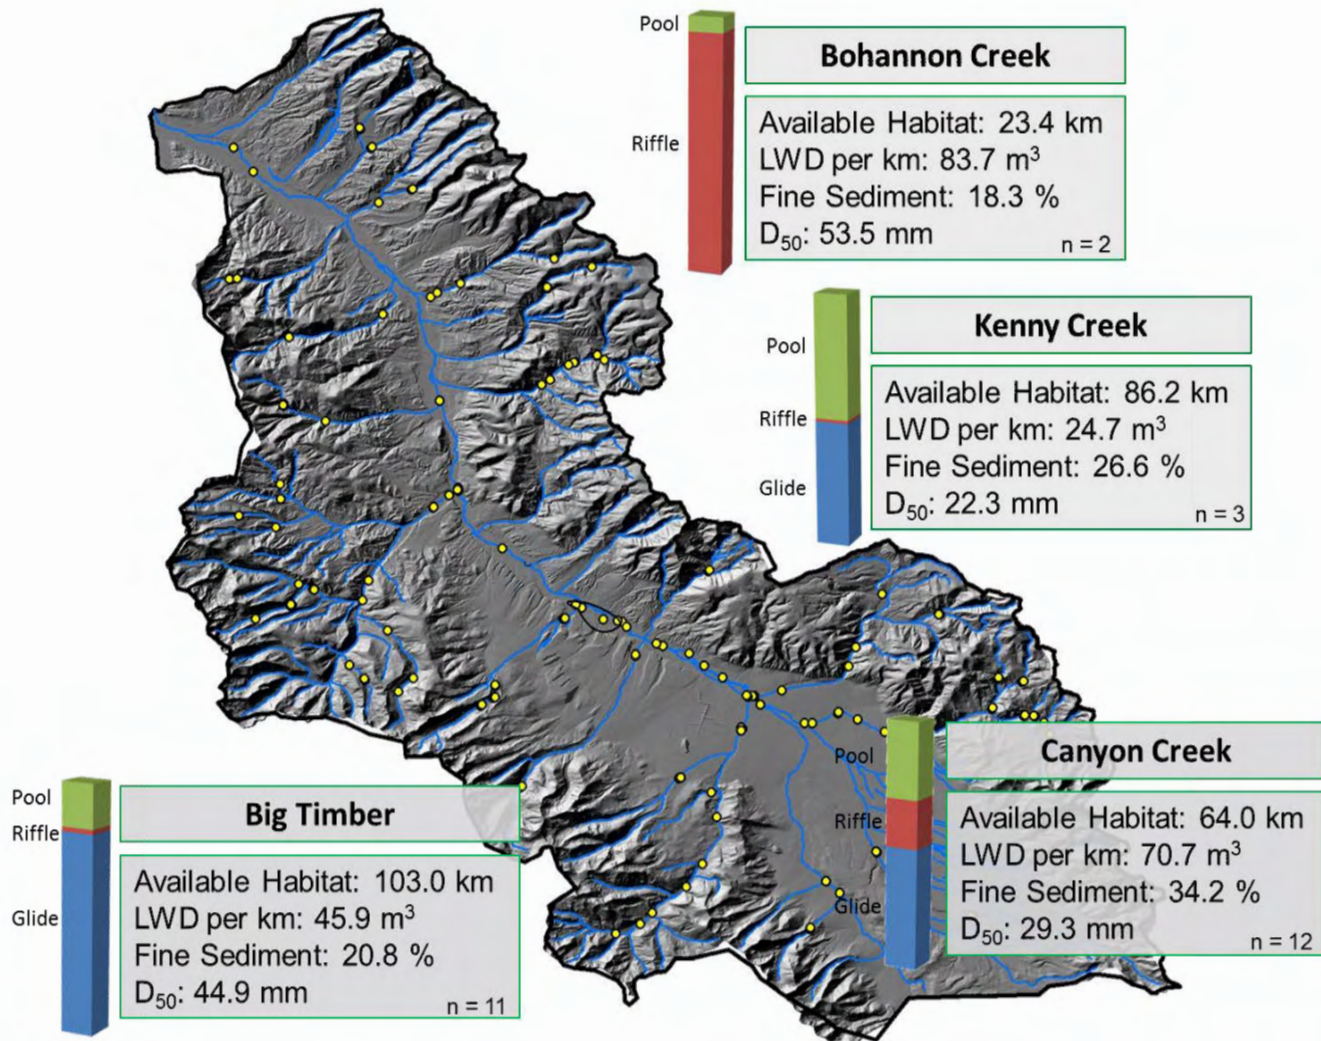 Pool
Riffle
Bohannon Creek
Available Habitat: 23.4 km
LWD per km: 83.7 m³
Fine Sediment: 18.3 %
D₅₀: 53.5 mm
n = 2
Pool
Riffle
Glide
Kenny Creek
Available Habitat: 86.2 km
LWD per km: 24.7 m³
Fine Sediment: 26.6 %
D₅₀: 22.3 mm
n = 3
Pool
Riffle
Glide
Canyon Creek
Available Habitat: 64.0 km
LWD per km: 70.7 m³
Fine Sediment: 34.2 %
D₅₀: 29.3 mm
n = 12
Pool
Riffle
Glide
Big Timber
Available Habitat: 103.0 km
LWD per km: 45.9 m³
Fine Sediment: 20.8 %
D₅₀: 44.9 mm
n = 11